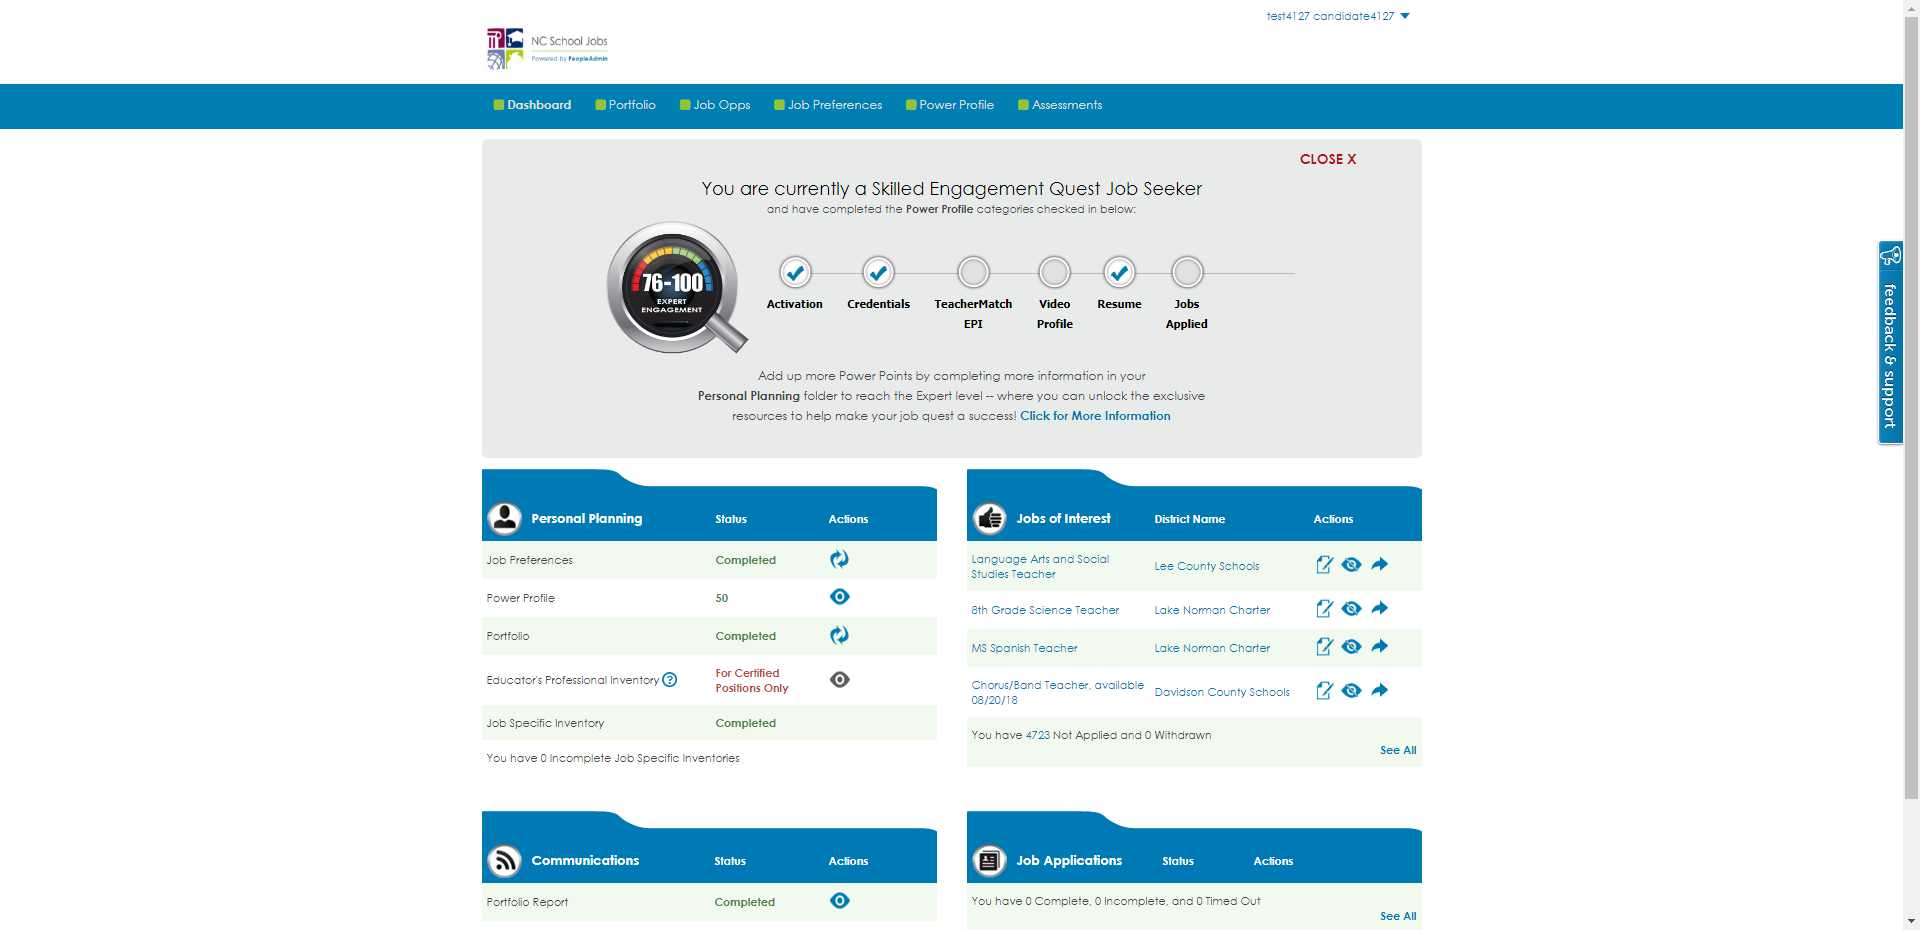 test4127 candidate4127
NC School Jobs
Powered by PeopleAdmin
Dashboard Portfolio Job Opps Job Preferences Power Profile Assessments
CLOSE X
You are currently a Skilled Engagement Quest Job Seeker
and have completed the Power Profile categories checked in below:
76-100
EXPERT
ENGAGEMENT
Activation Credentials TeacherMatch Video Resume Jobs
EPI Profile Applied
Add up more Power Points by completing more information in your
Personal Planning folder to reach the Expert level -- where you can unlock the exclusive
resources to help make your job quest a success! Click for More Information
feedback & support
Personal Planning Status Actions
Job Preferences Completed
Power Profile 50
Portfolio Completed
Educator's Professional Inventory ? For Certified
Positions Only
Job Specific Inventory Completed
You have 0 Incomplete Job Specific Inventories
Jobs of Interest District Name Actions
Language Arts and Social
Studies Teacher Lee County Schools
8th Grade Science Teacher Lake Norman Charter
MS Spanish Teacher Lake Norman Charter
Chorus/Band Teacher, available
08/20/18 Davidson County Schools
You have 4723 Not Applied and 0 Withdrawn
See All
Communications Status Actions
Portfolio Report Completed
Job Applications Status Actions
You have 0 Complete, 0 Incomplete, and 0 Timed Out
See All